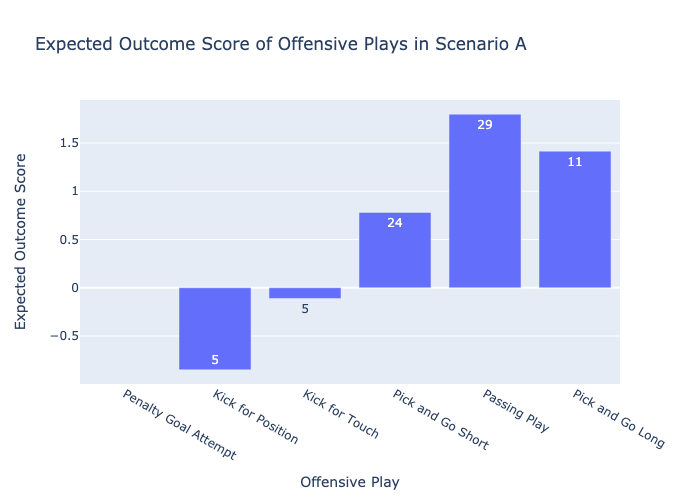 Expected Outcome Score of Offensive Plays in Scenario A
Expected Outcome Score
1.5
1
0.5
0
−0.5
5
5
24
29
11
Penalty Goal Attempt
Kick for Position
Kick for Touch
Pick and Go Short
Passing Play
Pick and Go Long
Offensive Play